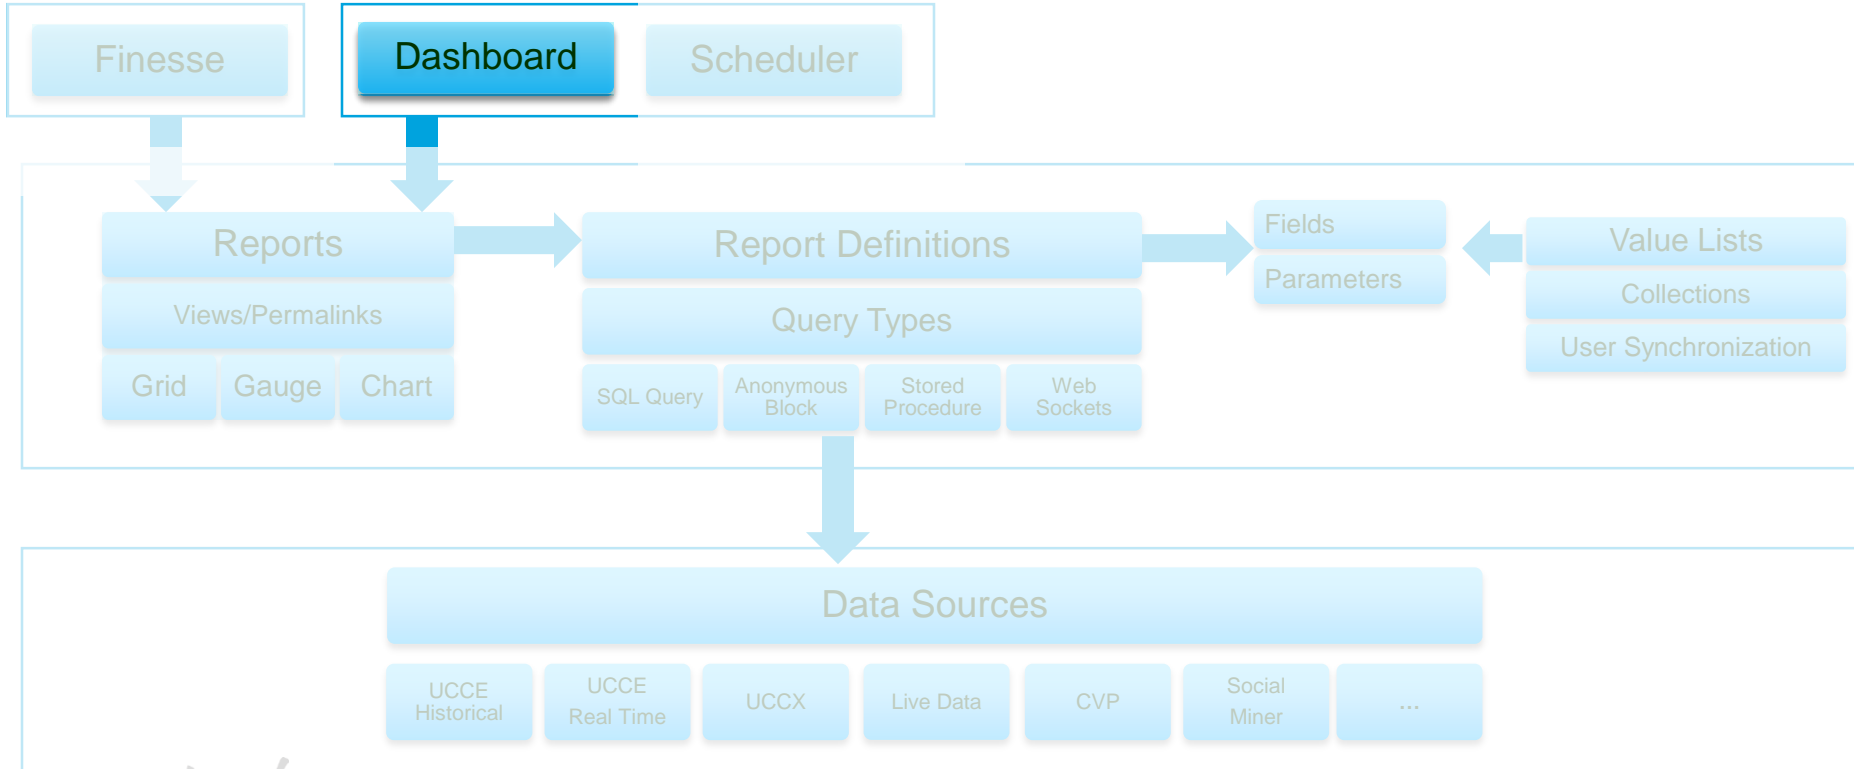 Finesse
Dashboard
Scheduler
Reports
Report Definitions
Fields
Parameters
Value Lists
Collections
User Synchronization
Views/Permalinks
Query Types
Grid
Gauge
Chart
SQL Query
Anonymous
Block
Stored
Procedure
Web
Sockets
Data Sources
UCCE
Historical
UCCE
Real Time
UCCX
Live Data
CVP
Social
Miner
...